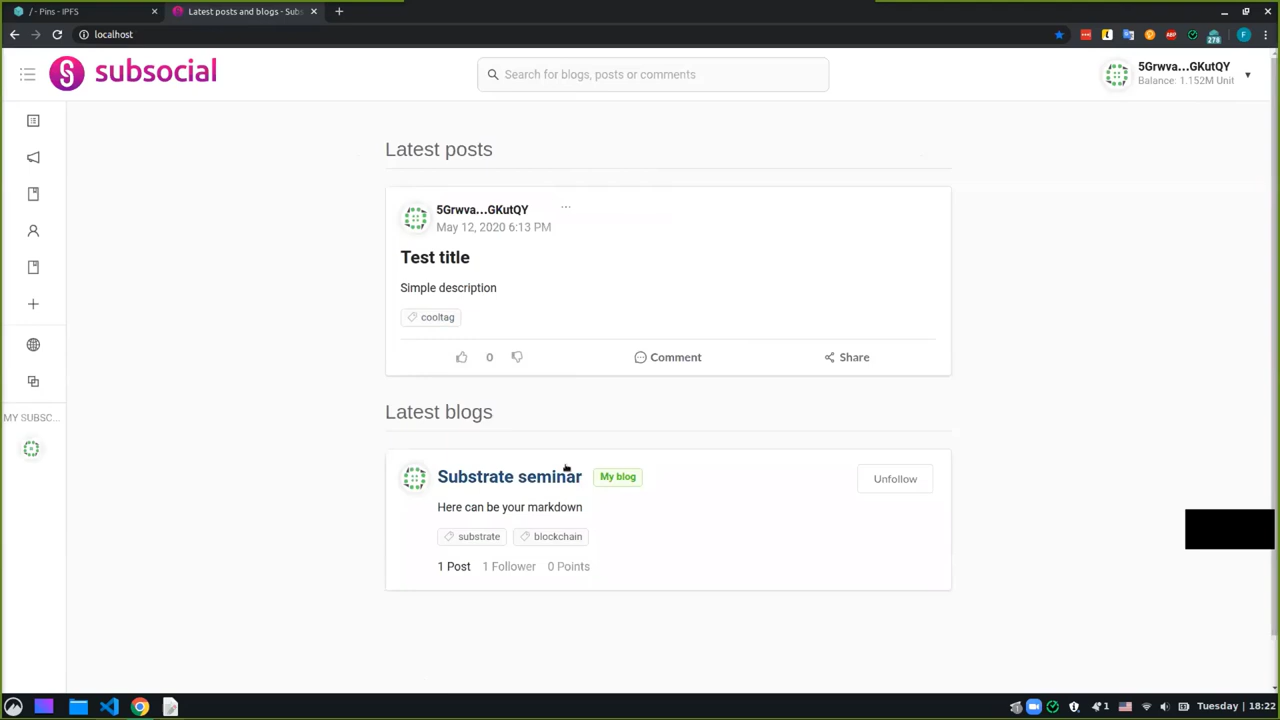 / - Pins - IPFS
Latest posts and blogs - Subs
localhost
278
F
subsocial
Search for blogs, posts or comments
5Grwva...GKutQY
Balance: 1.152M Unit
Latest posts
5Grwva...GKutQY
...
May 12, 2020 6:13 PM
Test title
Simple description
cooltag
0
Comment
Share
Latest blogs
MY SUBSC...
Substrate seminar
My blog
Unfollow
Here can be your markdown
substrate
blockchain
1 Post 1 Follower 0 Points
1
Tuesday | 18:22